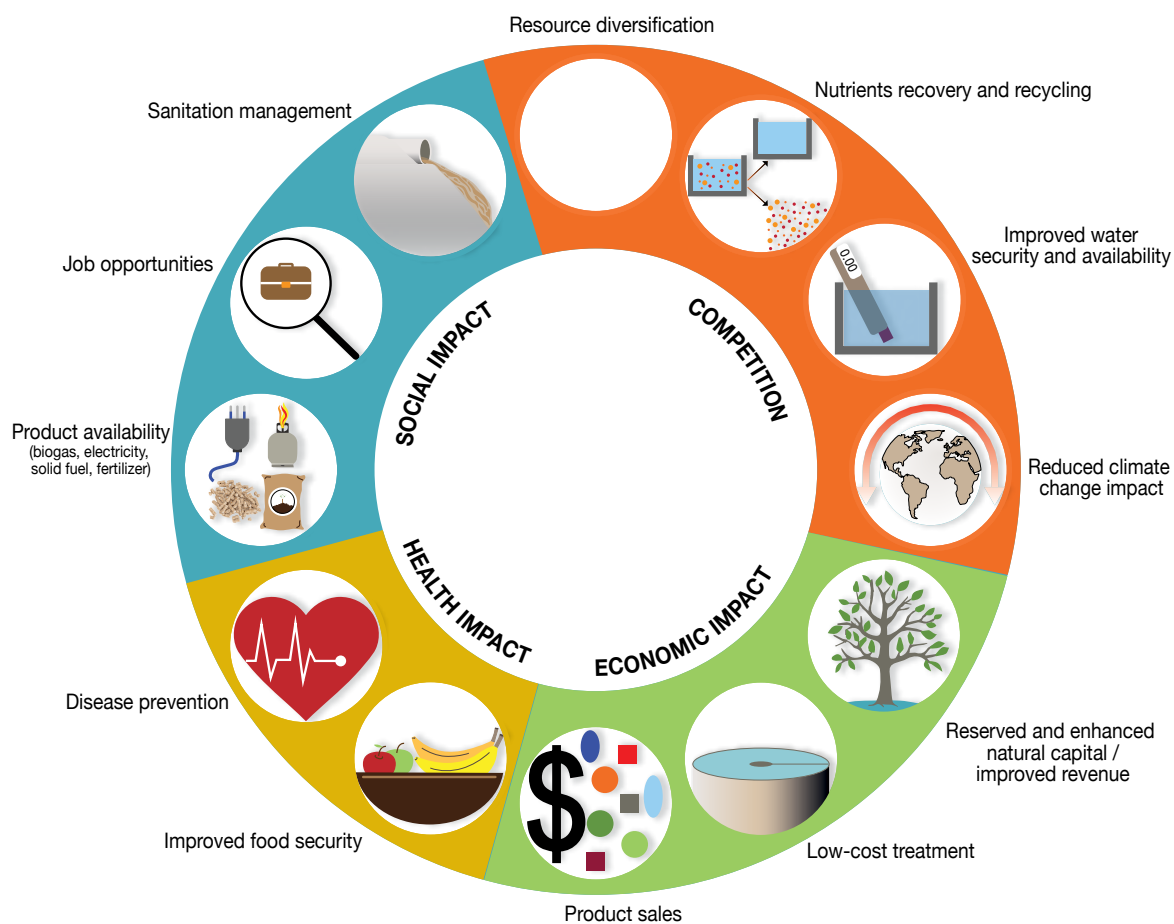 Resource diversification
Nutrients recovery and recycling
Sanitation management
Improved water
security and availability
0.00
Job opportunities
SOCIAL IMPACT
COMPETITION
Product availability
(biogas, electricity,
solid fuel, fertilizer)
Reduced climate
change impact
HEALTH IMPACT
ECONOMIC IMPACT
Disease prevention
Reserved and enhanced
natural capital /
improved revenue
$
Improved food security
Low-cost treatment
Product sales